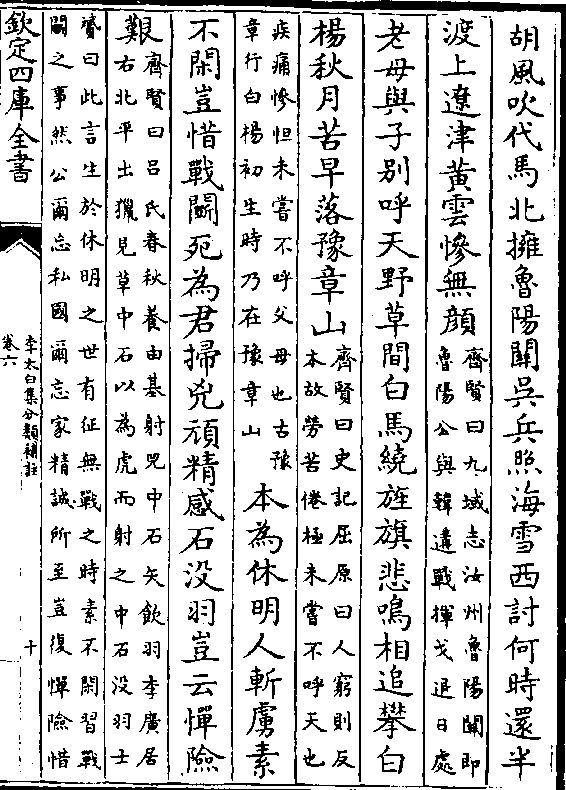 胡風吹代馬北擁魯陽關呉兵照海雪西討何時還半
渡上遼津黄雲慘無顔
齊賢曰九域志汝州魯陽闗即
魯陽公與韓遘戰揮戈退日處
老母與子别呼天野草間白馬繞旌旗悲鳴相追攀白
楊秋月苦早落豫章山
齊賢曰史記屈原曰人窮則反
本故勞苦倦極未嘗不呼天也
疾痛慘怛未嘗不呼父母也古豫
章行白楊初生時乃在豫章山
本為休明人斬虜素
不閑豈惜戰鬭死為君掃兇頑精感石没羽豈云憚險
艱
齊賢曰吕氏春秋養由基射兕中石矢飲羽李廣居
右北平出獵見草中石以為虎而射之中石没羽士
贇曰此言生於休明之世有征無戰之時素不閑習戰
鬭之事然公爾忘私國爾忘家精誠所至豈復憚險惜
欽定四庫全書
李太白集分類補註
卷六
十